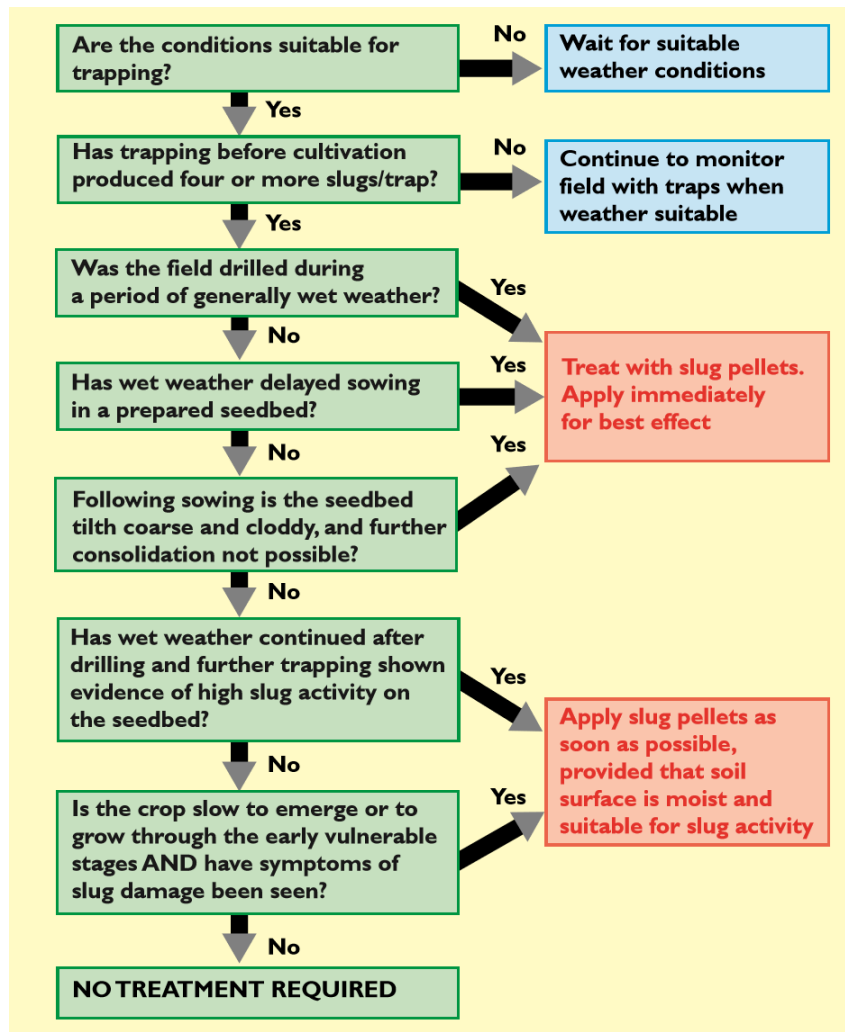 Are the conditions suitable for
trapping?
No
Wait for suitable
weather conditions
Yes
Has trapping before cultivation
produced four or more slugs/trap?
No
Continue to monitor
field with traps when
weather suitable
Yes
Was the field drilled during
a period of generally wet weather?
Yes
No
Treat with slug pellets.
Apply immediately
for best effect
Has wet weather delayed sowing
in a prepared seedbed?
Yes
No
Following sowing is the seedbed
tilth coarse and cloddy, and further
consolidation not possible?
Yes
No
Has wet weather continued after
drilling and further trapping shown
evidence of high slug activity on
the seedbed?
Yes
No
Apply slug pellets as
soon as possible,
provided that soil
surface is moist and
suitable for slug activity
Is the crop slow to emerge or to
grow through the early vulnerable
stages AND have symptoms of
slug damage been seen?
Yes
No
NO TREATMENT REQUIRED